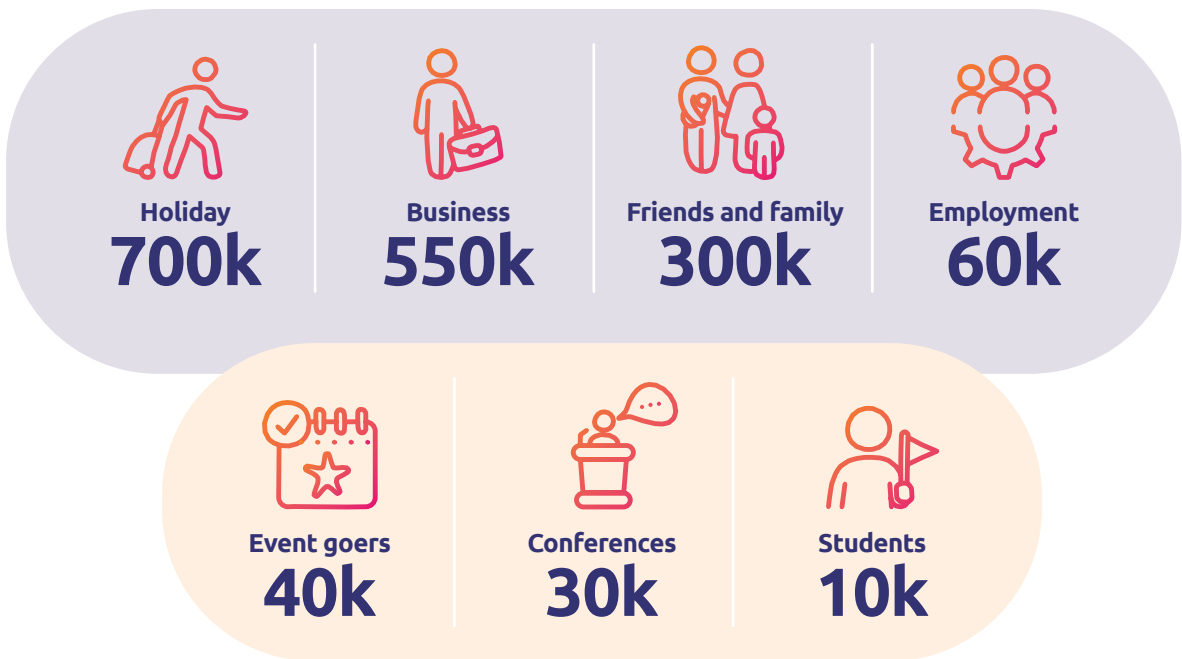 Holiday
700k
Business
550k
Friends and family
300k
Employment
60k
Event goers
40k
Conferences
30k
Students
10k